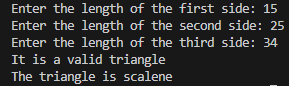 Enter the length of the first side: 15
Enter the length of the second side: 25
Enter the length of the third side: 34
It is a valid triangle
The triangle is scalene